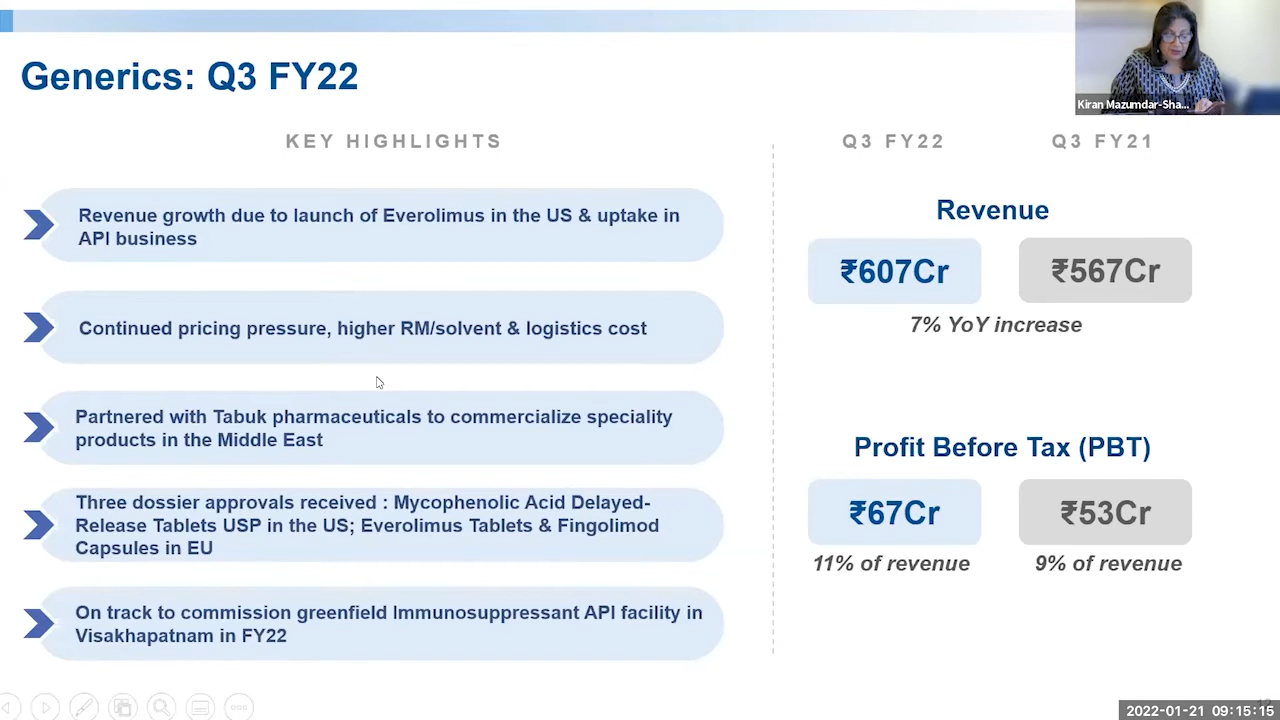 Generics: Q3 FY22
Kiran Mazumdar-Sha...
KEY HIGHLIGHTS
Revenue growth due to launch of Everolimus in the US & uptake in
API business
Continued pricing pressure, higher RM/solvent & logistics cost
Partnered with Tabuk pharmaceuticals to commercialize speciality
products in the Middle East
Three dossier approvals received : Mycophenolic Acid Delayed-
Release Tablets USP in the US; Everolimus Tablets & Fingolimod
Capsules in EU
On track to commission greenfield Immunosuppressant API facility in
Visakhapatnam in FY22
Q3 FY22 Q3 FY21
Revenue
₹607Cr ₹567Cr
7% YoY increase
Profit Before Tax (PBT)
₹67Cr ₹53Cr
11% of revenue 9% of revenue
2022-01-21 09:15:15